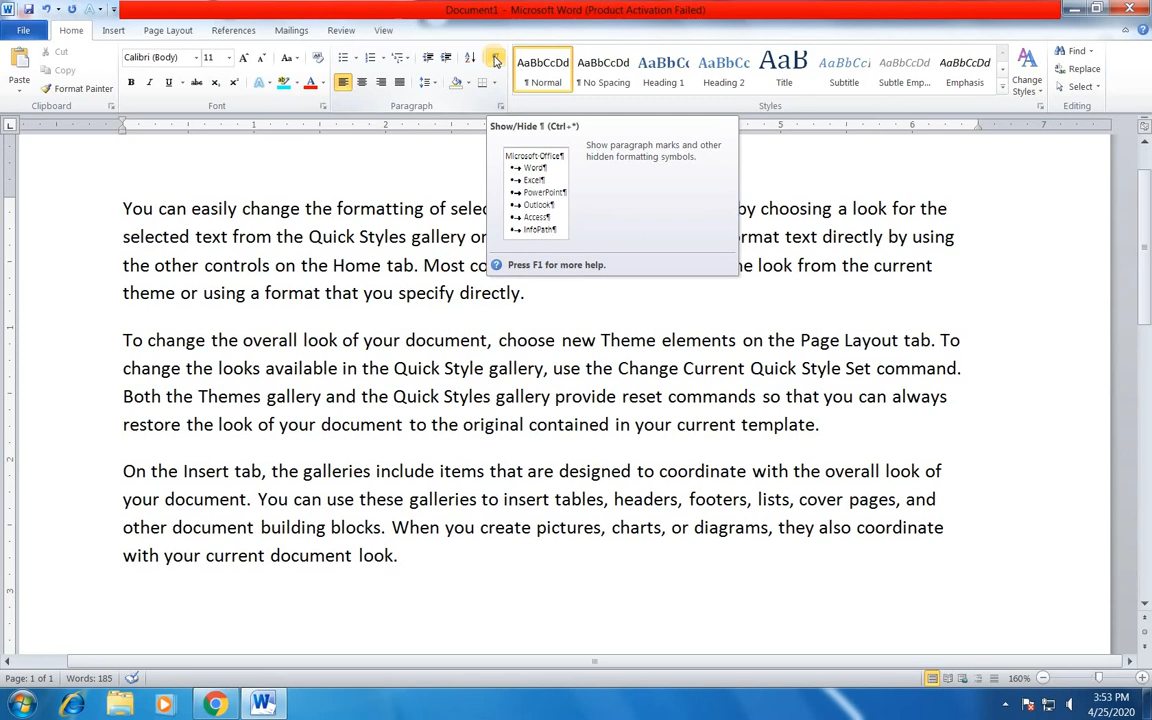 Document1 - Microsoft Word (Product Activation Failed)
File Home Insert Page Layout References Mailings Review View
Paste
Cut
Copy
Format Painter
Clipboard
Calibri (Body) 11
B I U abc x₂ x²
Font
Paragraph
AaBbCcDd AaBbCcDd AaBbCc AaBbCc AaB AaBbCcDd AaBbCcDd AaBbCcDd
¶ Normal ¶ No Spacing Heading 1 Heading 2 Title Subtitle Subtle Emp... Emphasis
Styles
Change Styles
Find
Replace
Select
Editing
1 2 6 7
Show/Hide ¶ (Ctrl+*)
Show paragraph marks and other
hidden formatting symbols.
Microsoft·Office¶
Word¶
Excel¶
PowerPoint¶
Outlook¶
Access¶
InfoPath¶
Press F1 for more help.
You can easily change the formatting of selec by choosing a look for the
selected text from the Quick Styles gallery or format text directly by using
the other controls on the Home tab. Most co the look from the current
theme or using a format that you specify directly.
To change the overall look of your document, choose new Theme elements on the Page Layout tab. To
change the looks available in the Quick Style gallery, use the Change Current Quick Style Set command.
Both the Themes gallery and the Quick Styles gallery provide reset commands so that you can always
restore the look of your document to the original contained in your current template.
On the Insert tab, the galleries include items that are designed to coordinate with the overall look of
your document. You can use these galleries to insert tables, headers, footers, lists, cover pages, and
other document building blocks. When you create pictures, charts, or diagrams, they also coordinate
with your current document look.
Page: 1 of 1 Words: 185
160%
3:53 PM
4/25/2020